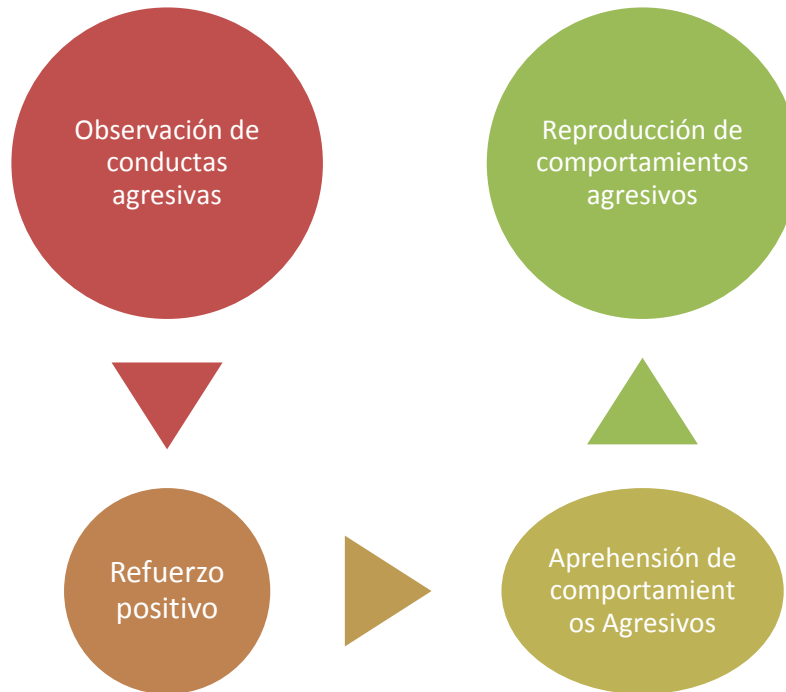 Observación de
conductas
agresivas
Refuerzo
positivo
Aprehensión de
comportamient
os Agresivos
Reproducción de
comportamientos
agresivos